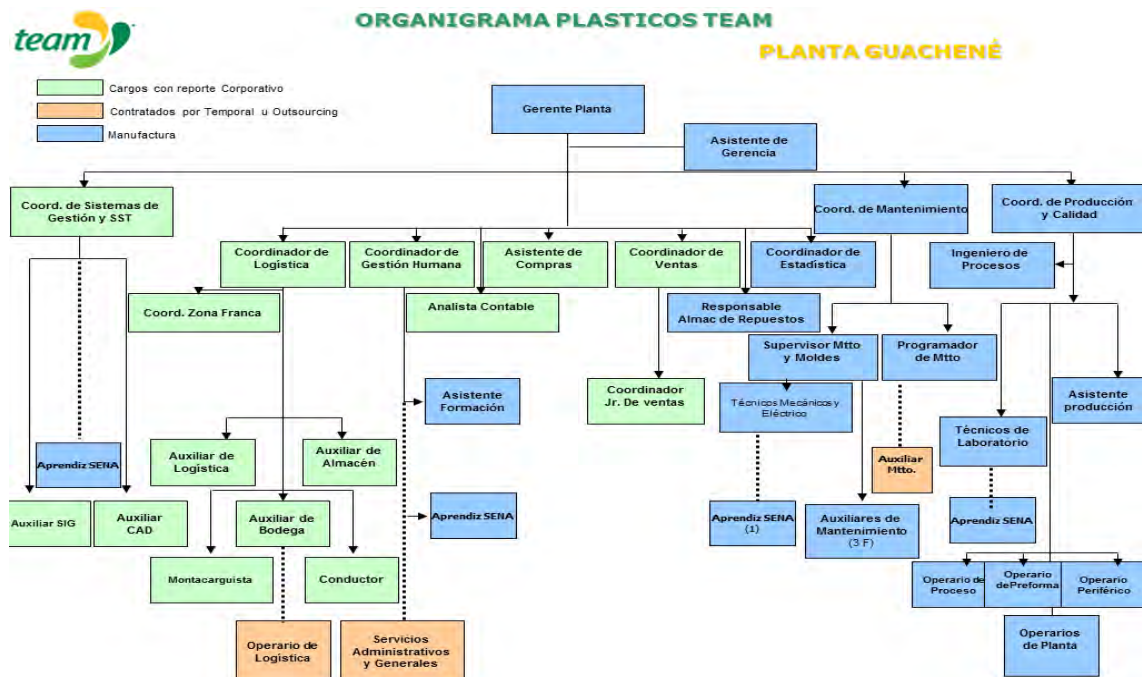 ORGANIGRAMA PLASTICOS TEAM
team
PLANTA GUACHENÉ
Cargos con reporte Corporativo
Contratados por Temporal u Outsourcing
Manufactura
Gerente Planta
Asistente de
Gerencia
Coord. de Sistemas de
Gestión y SST
Coord. de Mantenimiento
Coord. de Producción
y Calidad
Coordinador de
Logística
Coordinador de
Gestión Humana
Asistente de
Compras
Coordinador de
Ventas
Coordinador de
Estadística
Ingeniero de
Procesos
Coord. Zona Franca
Analista Contable
Responsable
Almac de Repuestos
Supervisor Mtto
y Moldes
Programador
de Mtto
Coordinador
Jr. De ventas
Técnicos Mecánicos y
Eléctrico
Asistente
Formación
Asistente
producción
Técnicos de
Laboratório
Auxiliar de
Logística
Auxiliar de
Almacén
Aprendiz SENA
Auxiliar
Mtto.
Auxiliar SIG
Auxiliar
CAD
Auxiliar de
Bodega
Aprendiz SENA
Aprendiz SENA
(1)
Auxiliares de
Mantenimiento
(3 F)
Aprendiz SENA
Montacarguista
Conductor
Operario de
Proceso
Operario
de Preforma
Operario
Periférico
Operario de
Logística
Servicios
Administrativos
y Generales
Operarios
de Planta